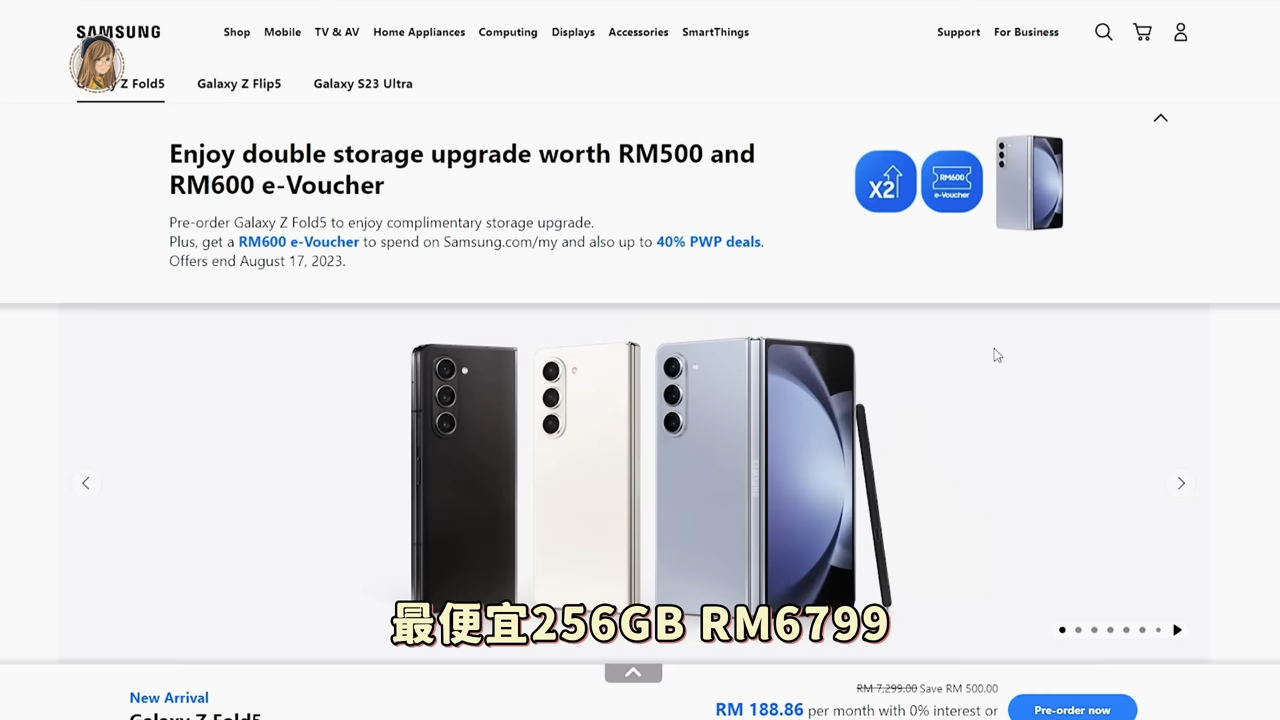 SAMSUNG
Shop Mobile TV & AV Home Appliances Computing Displays Accessories SmartThings Support For Business
Z Fold5 Galaxy Z Flip5 Galaxy S23 Ultra
Enjoy double storage upgrade worth RM500 and
RM600 e-Voucher
Pre-order Galaxy Z Fold5 to enjoy complimentary storage upgrade.
Plus, get a RM600 e-Voucher to spend on Samsung.com/my and also up to 40% PWP deals.
Offers end August 17, 2023.
X2
RM600
e-Voucher
最便宜256GB RM6799
New Arrival
Galaxy Z Fold5
RM 7,299.00 Save RM 500.00
RM 188.86 per month with 0% interest or
Pre-order now